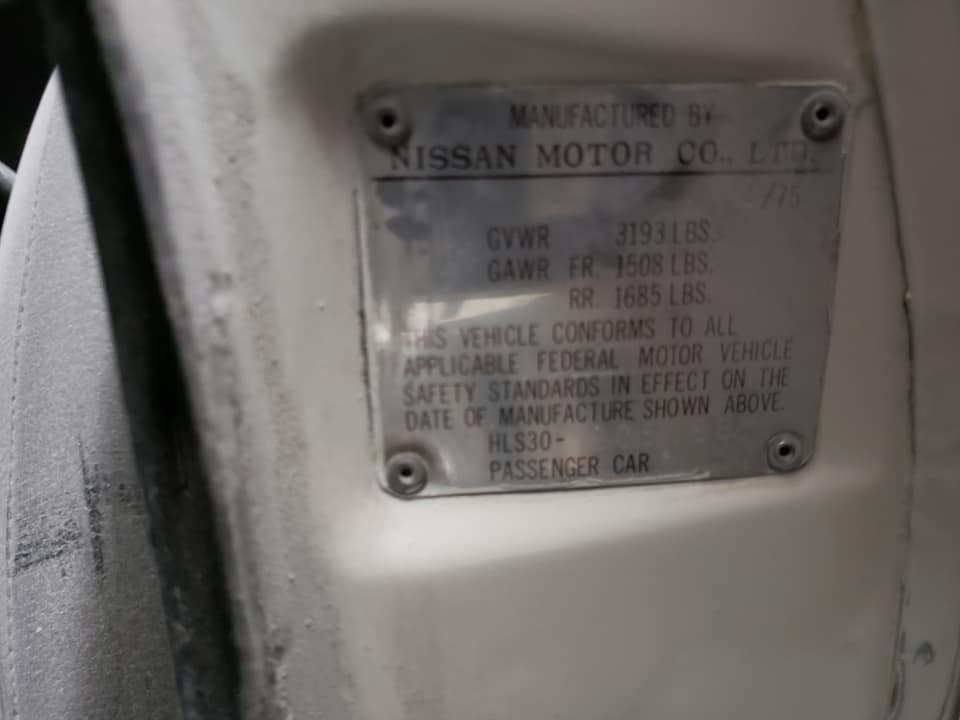 MANUFACTURED BY
NISSAN MOTOR CO., LTD.
/75
GVWR 3193 LBS.
GAWR FR. 1508 LBS.
RR. 1685 LBS.
THIS VEHICLE CONFORMS TO ALL
APPLICABLE FEDERAL MOTOR VEHICLE
SAFETY STANDARDS IN EFFECT ON THE
DATE OF MANUFACTURE SHOWN ABOVE.
HLS30-
PASSENGER CAR